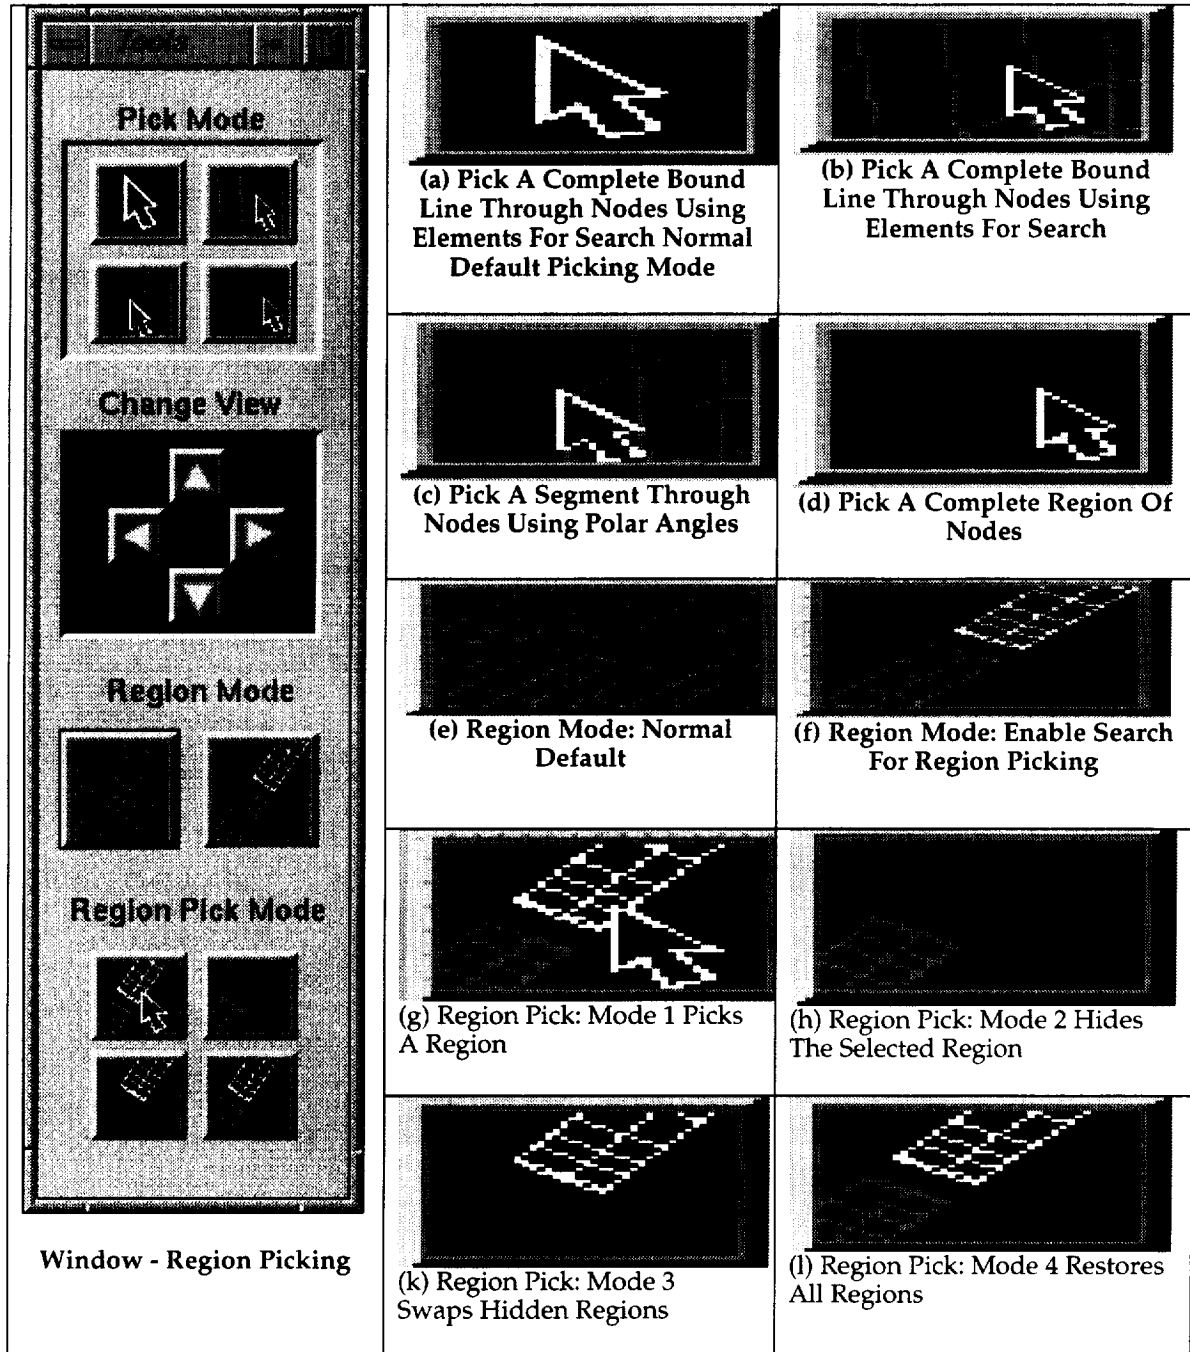 Tools
Pick Mode
Change View
Region Mode
Region Pick Mode
Window - Region Picking
(a) Pick A Complete Bound
Line Through Nodes Using
Elements For Search Normal
Default Picking Mode
(b) Pick A Complete Bound
Line Through Nodes Using
Elements For Search
(c) Pick A Segment Through
Nodes Using Polar Angles
(d) Pick A Complete Region Of
Nodes
(e) Region Mode: Normal
Default
(f) Region Mode: Enable Search
For Region Picking
(g) Region Pick: Mode 1 Picks
A Region
(h) Region Pick: Mode 2 Hides
The Selected Region
(k) Region Pick: Mode 3
Swaps Hidden Regions
(l) Region Pick: Mode 4 Restores
All Regions